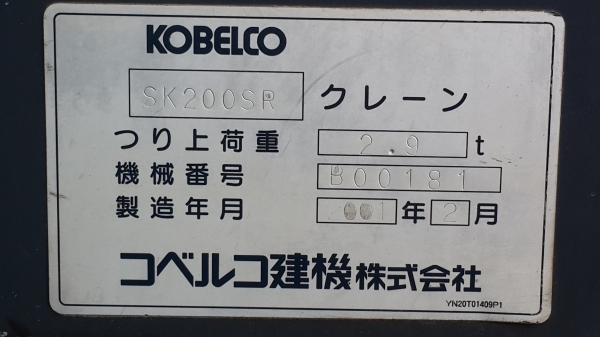 KOBELCO
SK200SR クレーン
つり上荷重 2.9 t
機械番号 B00181
製造年月 2001 年 2 月
コベルコ建機株式会社
YN20T01409P1